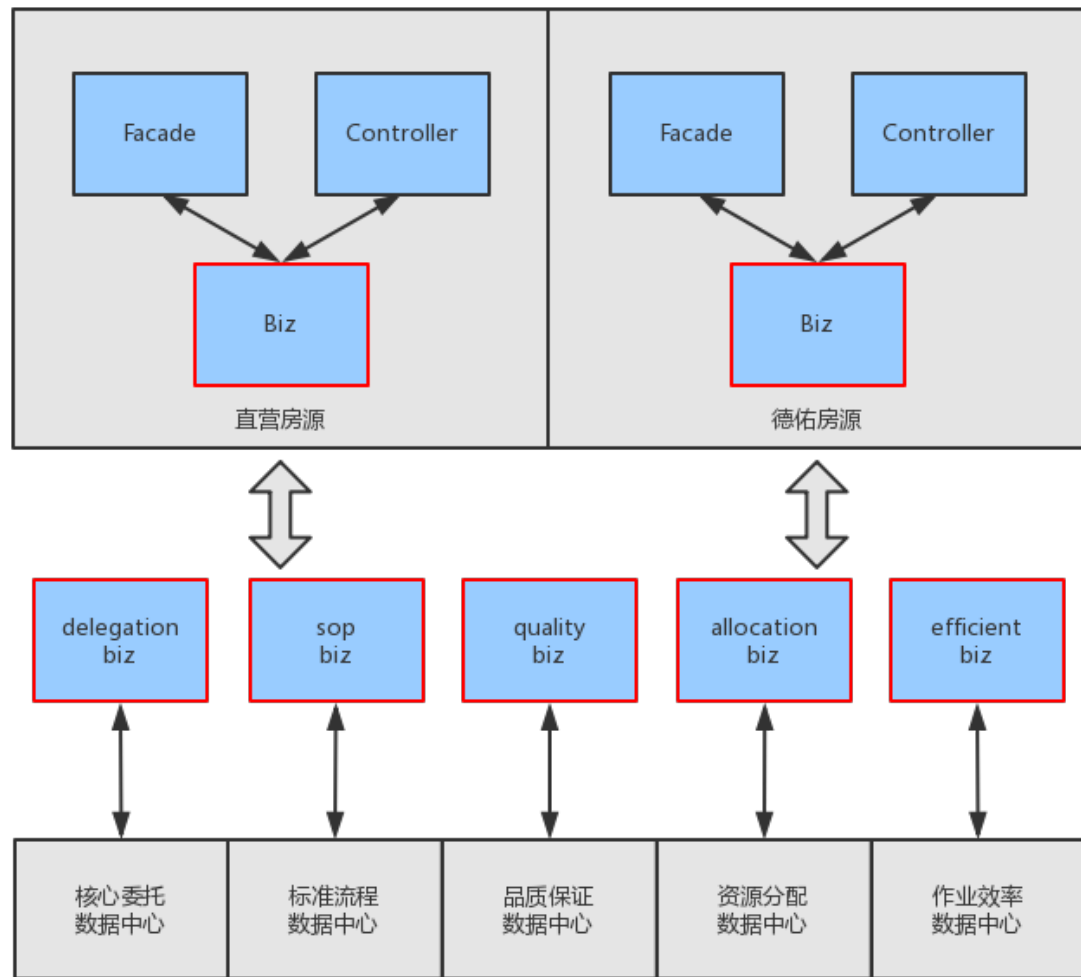 Facade
Controller
Biz
直营房源
Facade
Controller
Biz
德佑房源
delegation
biz
sop
biz
quality
biz
allocation
biz
efficient
biz
核心委托
数据中心
标准流程
数据中心
品质保证
数据中心
资源分配
数据中心
作业效率
数据中心